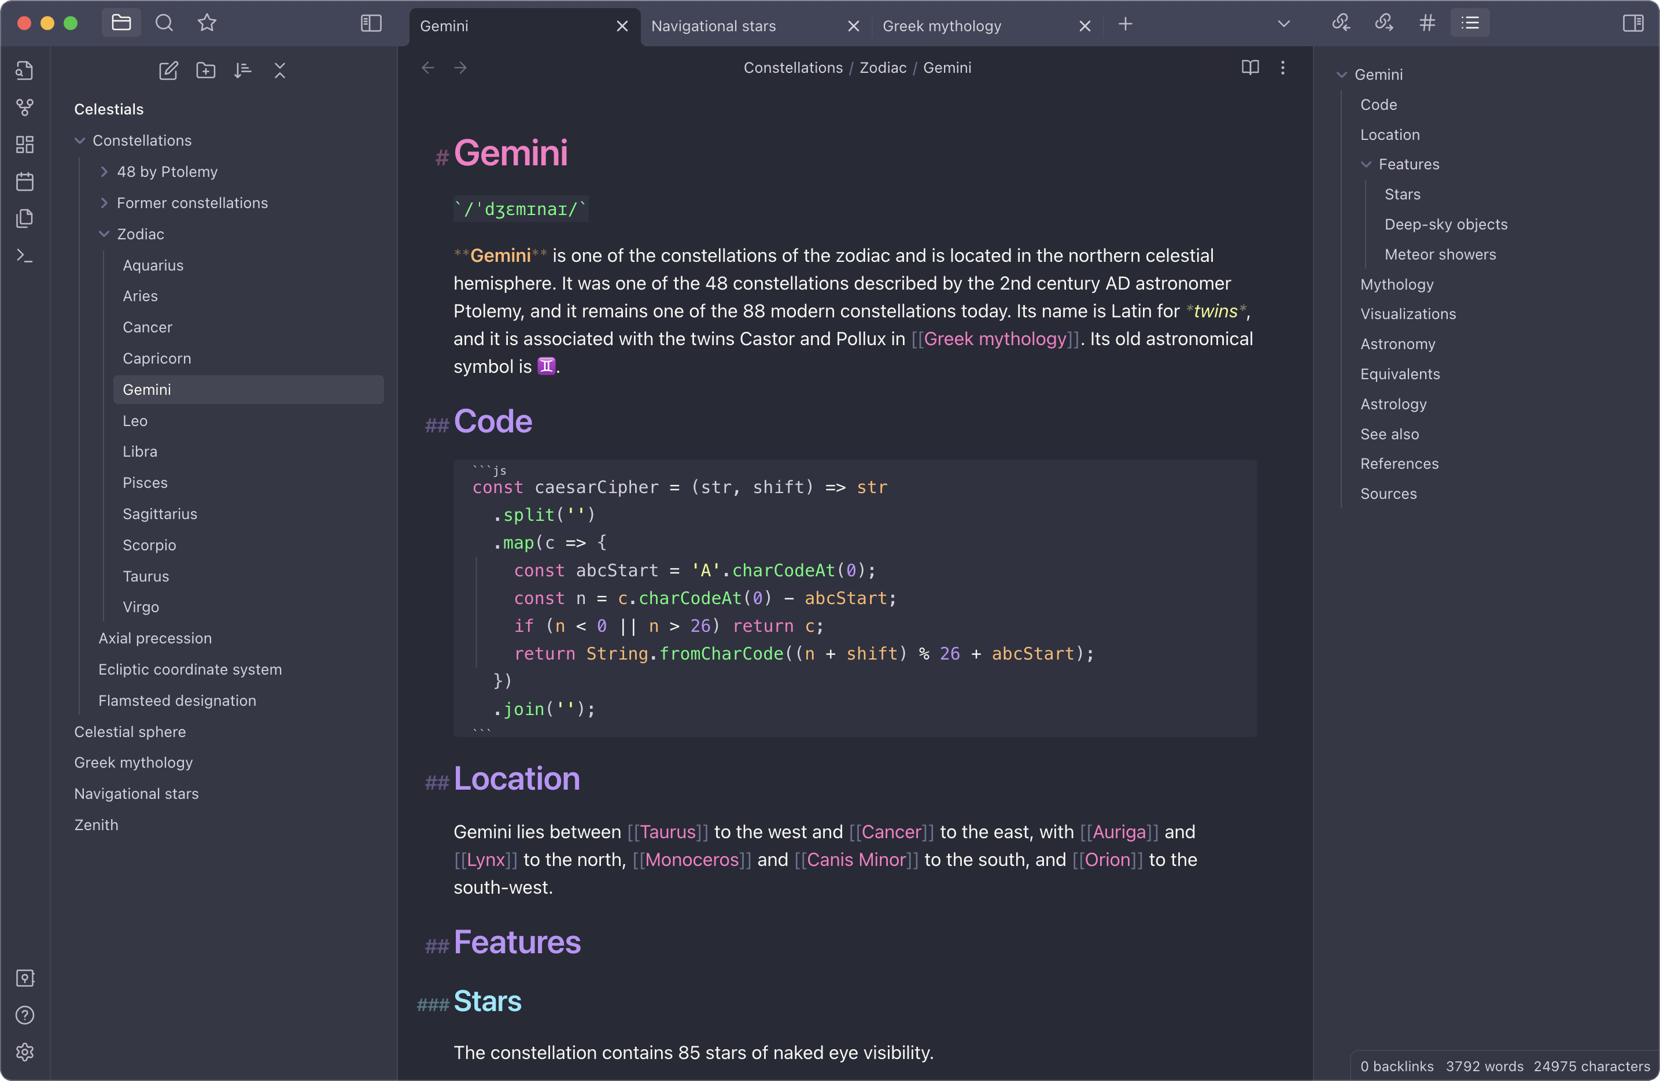 Gemini
Navigational stars
Greek mythology
Celestials
Constellations
48 by Ptolemy
Former constellations
Zodiac
Aquarius
Aries
Cancer
Capricorn
Gemini
Leo
Libra
Pisces
Sagittarius
Scorpio
Taurus
Virgo
Axial precession
Ecliptic coordinate system
Flamsteed designation
Celestial sphere
Greek mythology
Navigational stars
Zenith
Constellations / Zodiac / Gemini
# Gemini
`/ˈdʒɛmɪnaɪ/`
**Gemini** is one of the constellations of the zodiac and is located in the northern celestial
hemisphere. It was one of the 48 constellations described by the 2nd century AD astronomer
Ptolemy, and it remains one of the 88 modern constellations today. Its name is Latin for *twins*,
and it is associated with the twins Castor and Pollux in [[Greek mythology]]. Its old astronomical
symbol is ♊.
## Code
```js
const caesarCipher = (str, shift) => str
  .split('')
  .map(c => {
    const abcStart = 'A'.charCodeAt(0);
    const n = c.charCodeAt(0) - abcStart;
    if (n < 0 || n > 26) return c;
    return String.fromCharCode((n + shift) % 26 + abcStart);
  })
  .join('');
```
## Location
Gemini lies between [[Taurus]] to the west and [[Cancer]] to the east, with [[Auriga]] and
[[Lynx]] to the north, [[Monoceros]] and [[Canis Minor]] to the south, and [[Orion]] to the
south-west.
## Features
### Stars
The constellation contains 85 stars of naked eye visibility.
Gemini
Code
Location
Features
Stars
Deep-sky objects
Meteor showers
Mythology
Visualizations
Astronomy
Equivalents
Astrology
See also
References
Sources
0 backlinks 3792 words 24975 characters